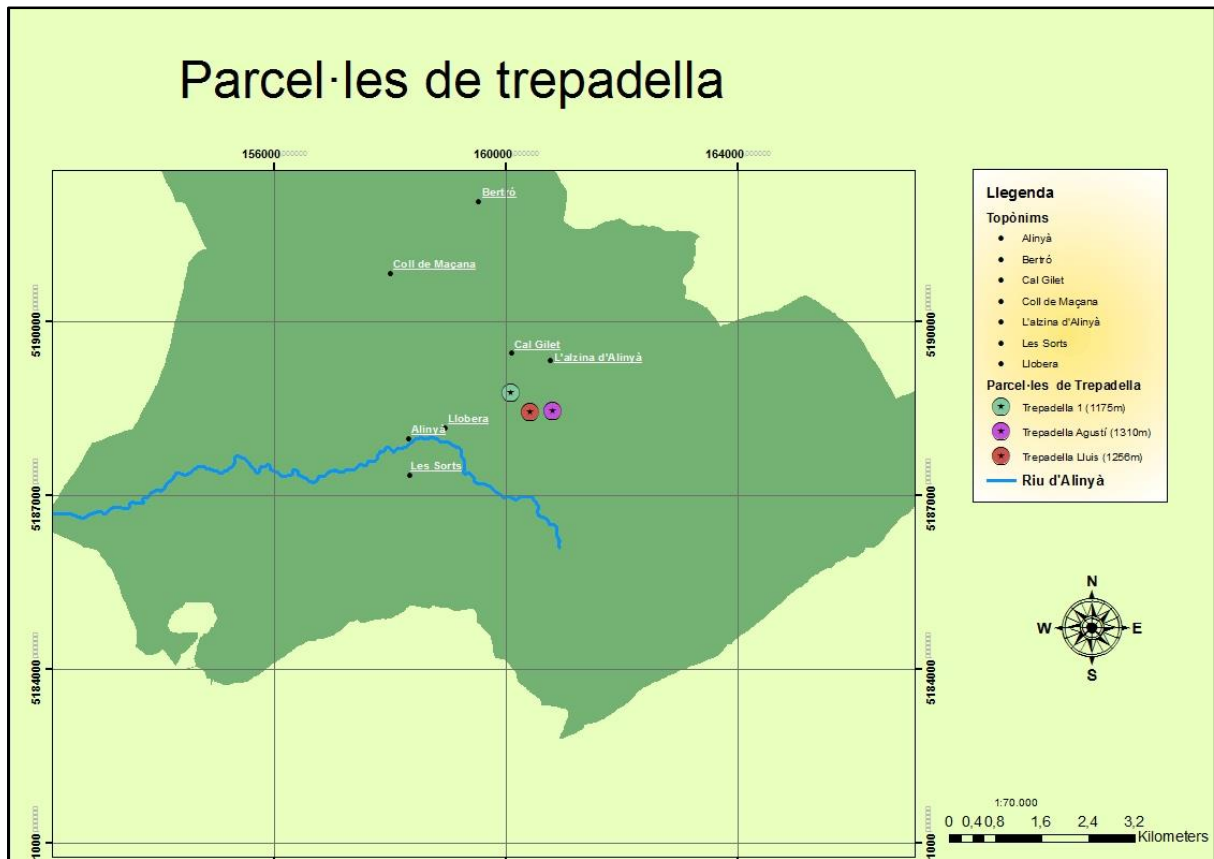 Parcel·les de trepadella
156000
160000
164000
Bertró
Coll de Maçana
5190000
5190000
Cal Gilet
L'alzina d'Alinyà
Llobera
Alinyà
Les Sorts
5187000
5187000
5184000
5184000
1000
1000
Llegenda
Topònims
Alinyà
Bertró
Cal Gilet
Coll de Maçana
L'alzina d'Alinyà
Les Sorts
Llobera
Parcel·les de Trepadella
Trepadella 1 (1175m)
Trepadella Agustí (1310m)
Trepadella Lluis (1256m)
Riu d'Alinyà
N
W
E
S
1:70.000
0 0,40,8 1,6 2,4 3,2
Kilometers